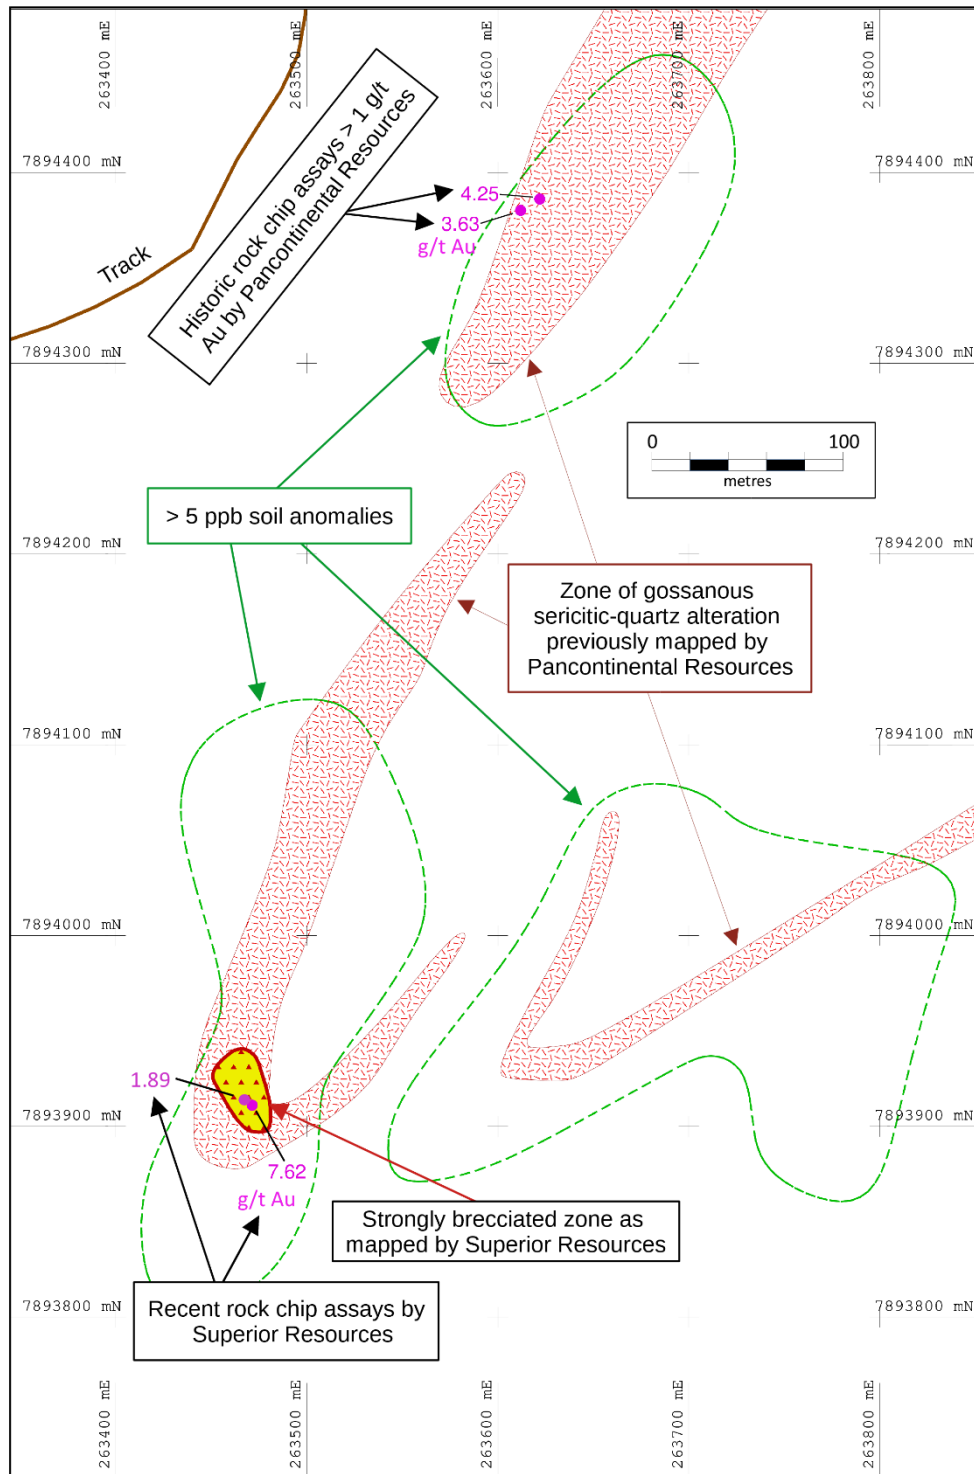 263400 mE
263500 mE
263600 mE
263700 mE
263800 mE
Historic rock chip assays > 1 g/t
Au by Pancontinental Resources
7894400 mN
7894400 mN
4.25
3.63
g/t Au
Track
7894300 mN
7894300 mN
0 100
metres
> 5 ppb soil anomalies
7894200 mN
7894200 mN
Zone of gossanous
sericitic-quartz alteration
previously mapped by
Pancontinental Resources
7894100 mN
7894100 mN
7894000 mN
7894000 mN
1.89
7893900 mN
7893900 mN
7.62
g/t Au
Strongly brecciated zone as
mapped by Superior Resources
Recent rock chip assays by
Superior Resources
7893800 mN
7893800 mN
263400 mE
263500 mE
263600 mE
263700 mE
263800 mE